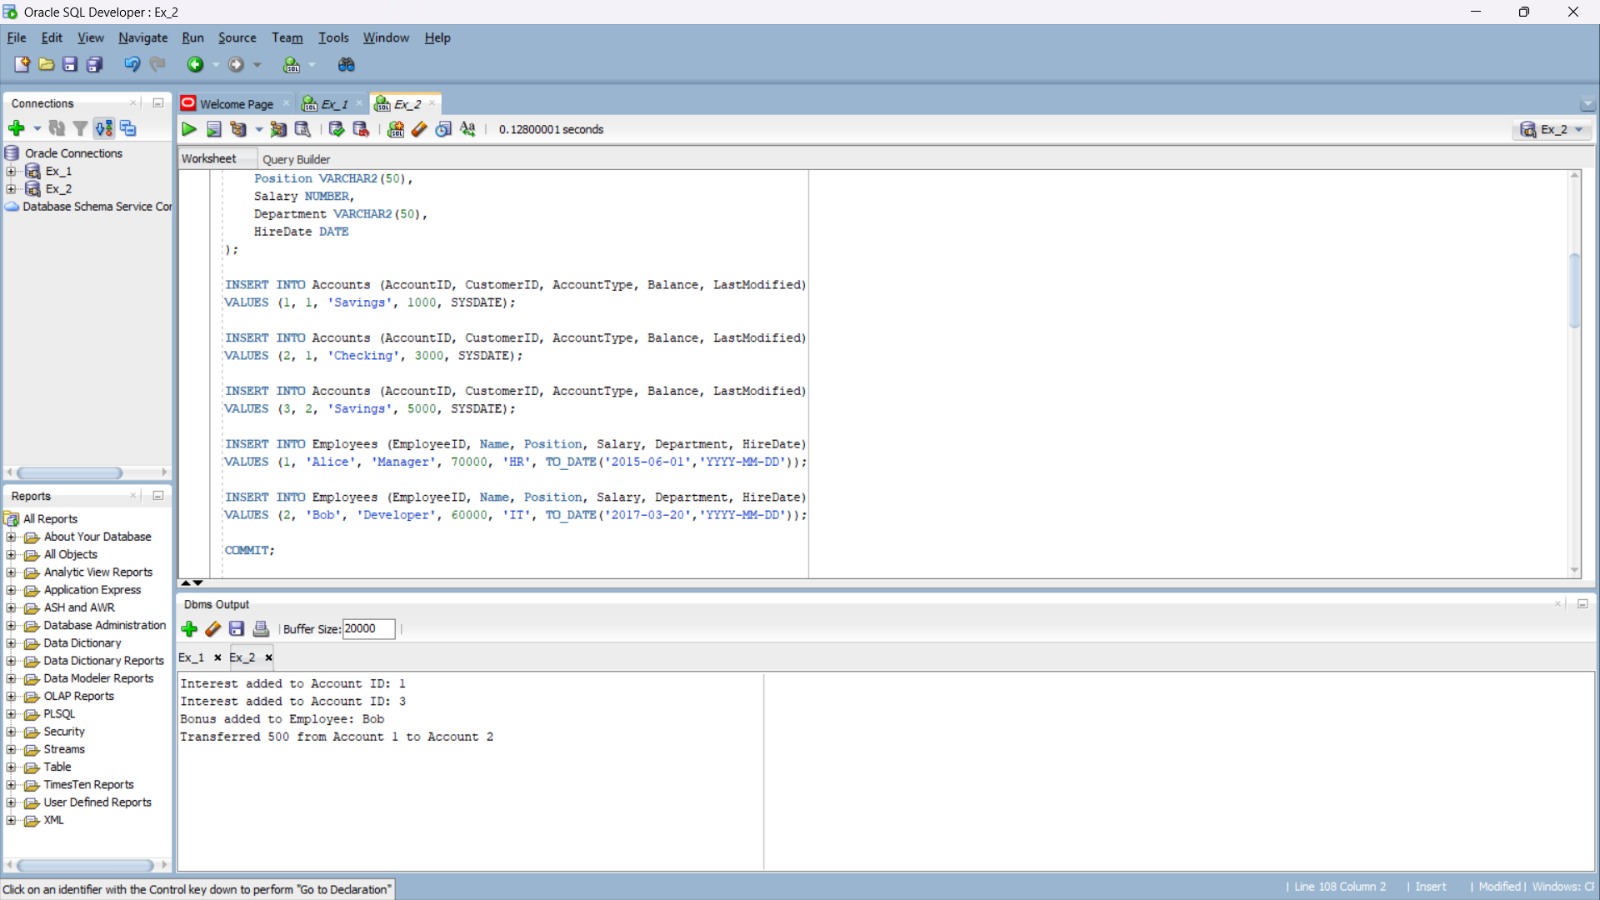 Oracle SQL Developer : Ex_2
File Edit View Navigate Run Source Team Tools Window Help
Connections
Oracle Connections
Ex_1
Ex_2
Database Schema Service Cor
Reports
All Reports
About Your Database
All Objects
Analytic View Reports
Application Express
ASH and AWR
Database Administration
Data Dictionary
Data Dictionary Reports
Data Modeler Reports
OLAP Reports
PLSQL
Security
Streams
Table
TimesTen Reports
User Defined Reports
XML
Welcome Page Ex_1 Ex_2
0.12800001 seconds
Ex_2
Worksheet Query Builder
Position VARCHAR2(50),
Salary NUMBER,
Department VARCHAR2(50),
HireDate DATE
);
INSERT INTO Accounts (AccountID, CustomerID, AccountType, Balance, LastModified)
VALUES (1, 1, 'Savings', 1000, SYSDATE);
INSERT INTO Accounts (AccountID, CustomerID, AccountType, Balance, LastModified)
VALUES (2, 1, 'Checking', 3000, SYSDATE);
INSERT INTO Accounts (AccountID, CustomerID, AccountType, Balance, LastModified)
VALUES (3, 2, 'Savings', 5000, SYSDATE);
INSERT INTO Employees (EmployeeID, Name, Position, Salary, Department, HireDate)
VALUES (1, 'Alice', 'Manager', 70000, 'HR', TO_DATE('2015-06-01','YYYY-MM-DD'));
INSERT INTO Employees (EmployeeID, Name, Position, Salary, Department, HireDate)
VALUES (2, 'Bob', 'Developer', 60000, 'IT', TO_DATE('2017-03-20','YYYY-MM-DD'));
COMMIT;
Dbms Output
Buffer Size: 20000
Ex_1 Ex_2
Interest added to Account ID: 1
Interest added to Account ID: 3
Bonus added to Employee: Bob
Transferred 500 from Account 1 to Account 2
Click on an identifier with the Control key down to perform "Go to Declaration"
| Line 108 Column 2 | Insert | Modified | Windows: CF